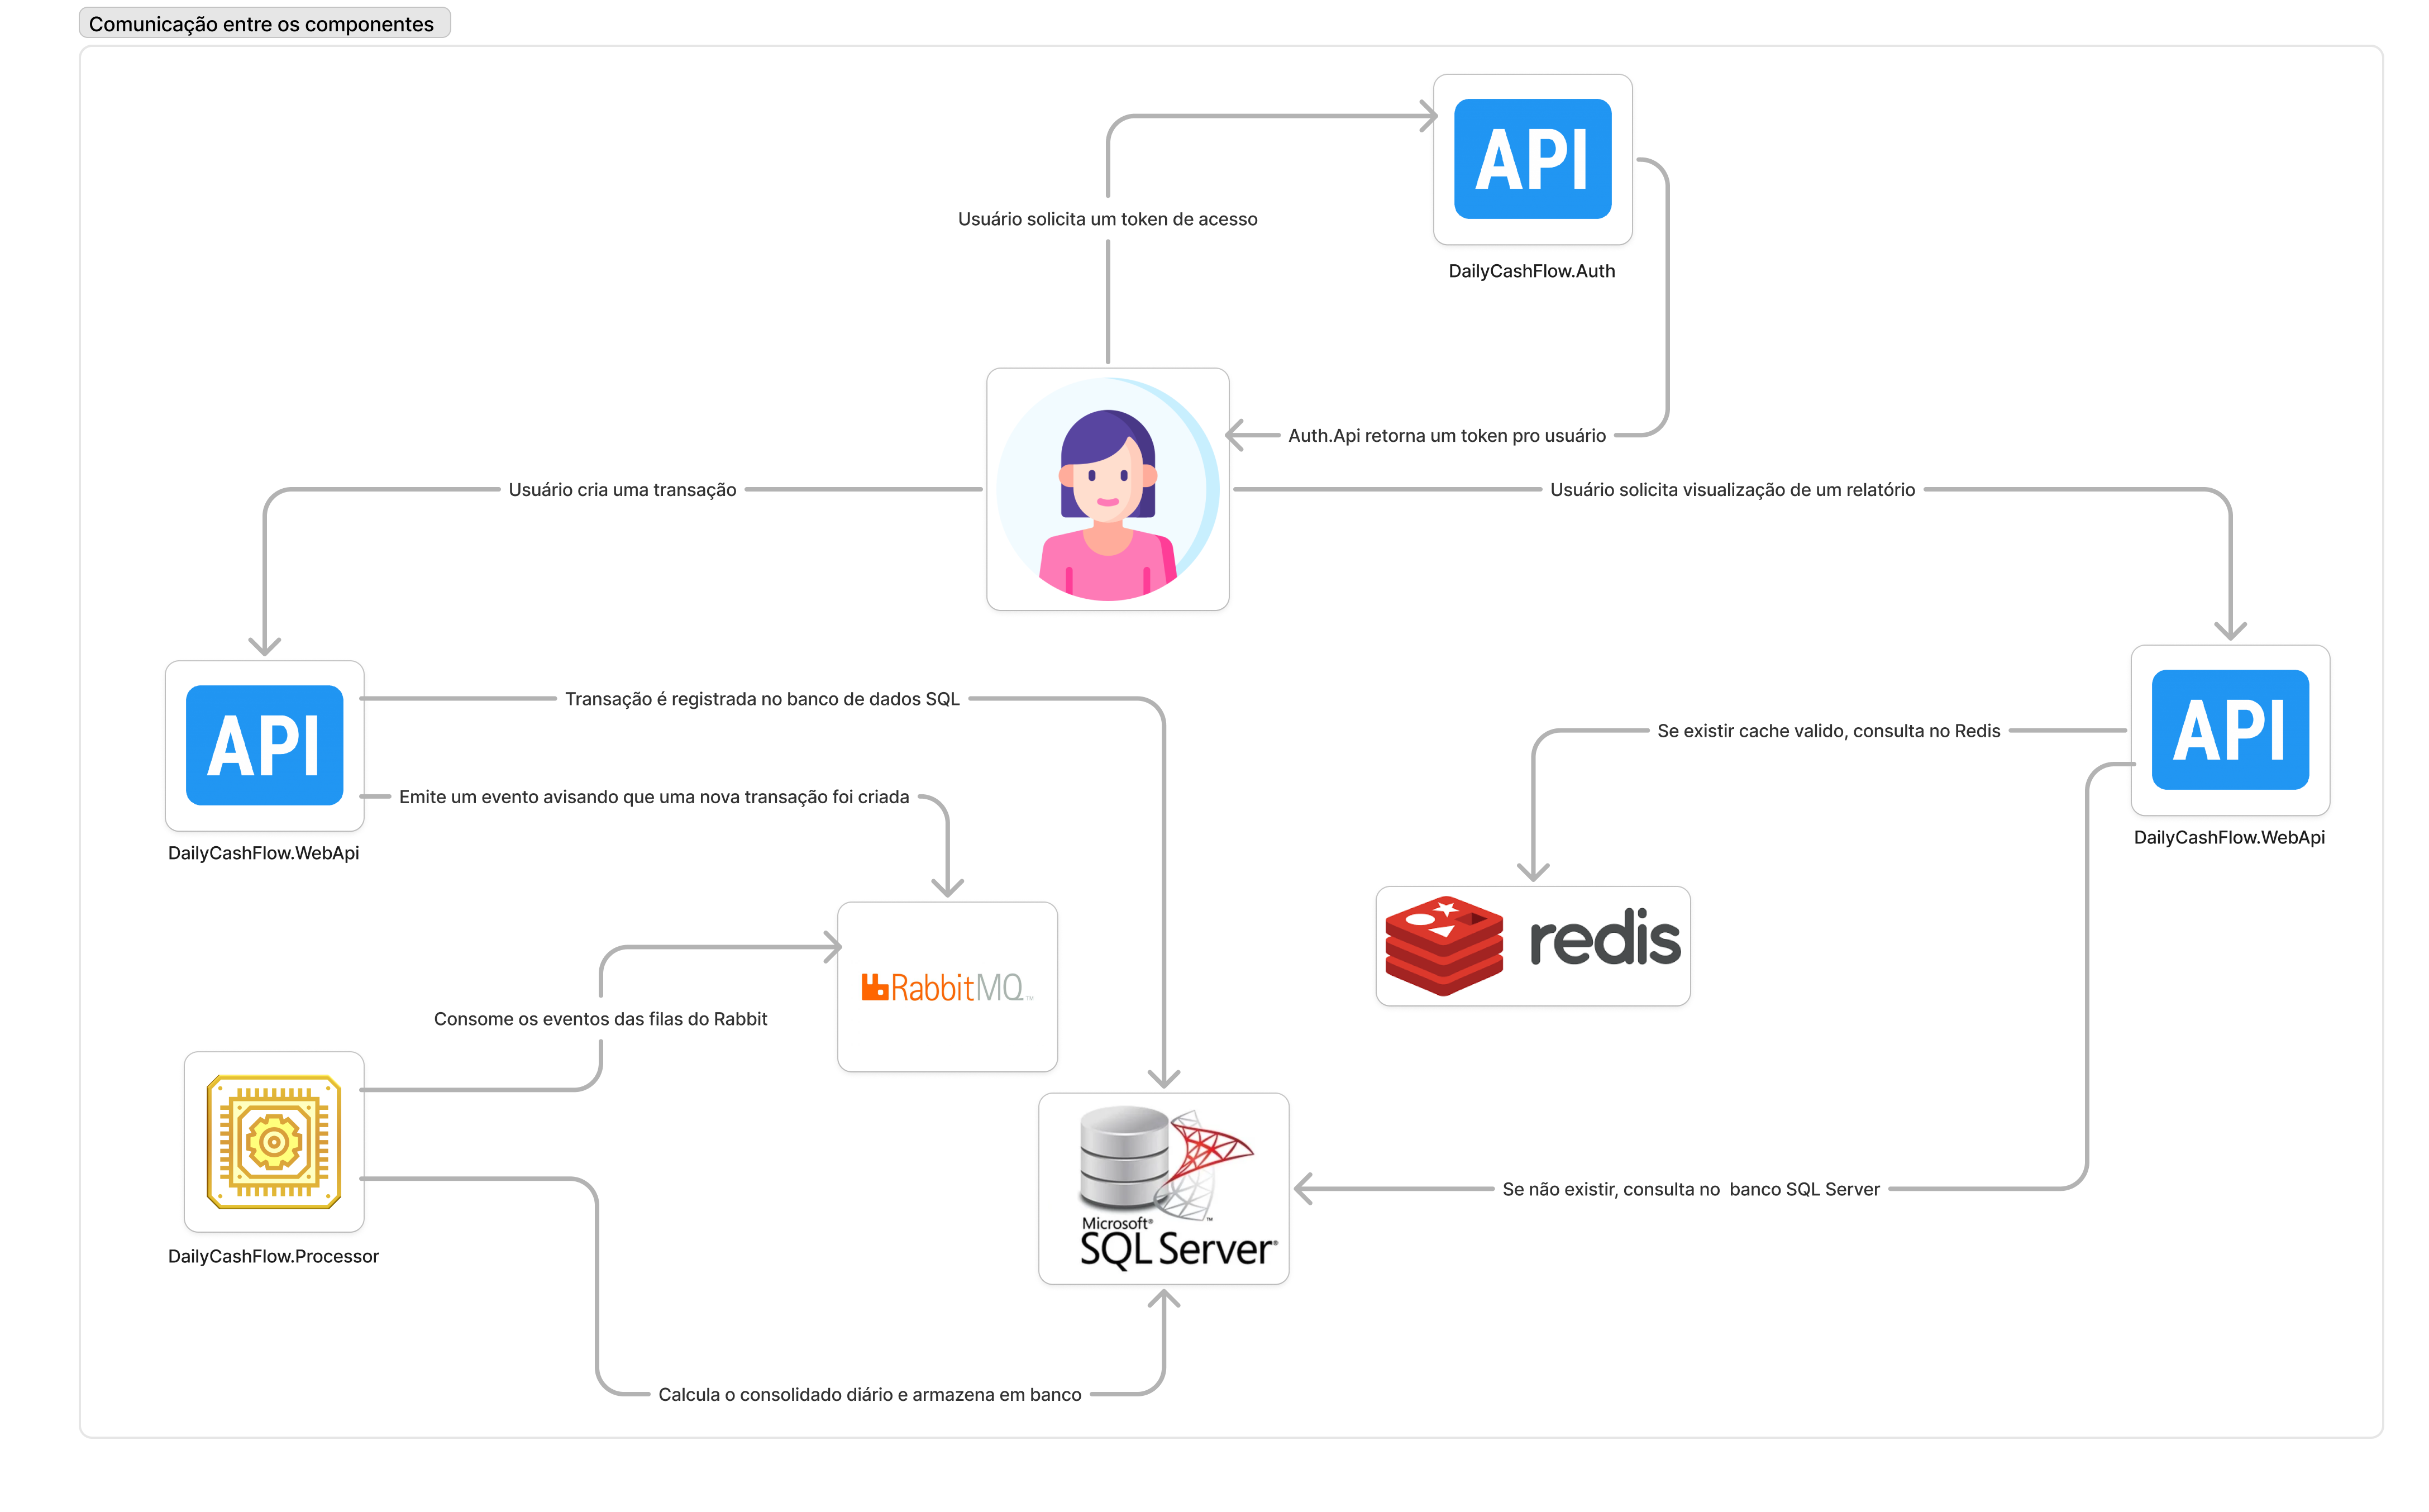 Comunicação entre os componentes
API
DailyCashFlow.Auth
Usuário solicita um token de acesso
Auth.Api retorna um token pro usuário
Usuário cria uma transação
Usuário solicita visualização de um relatório
API
DailyCashFlow.WebApi
Transação é registrada no banco de dados SQL
Emite um evento avisando que uma nova transação foi criada
API
DailyCashFlow.WebApi
Se existir cache valido, consulta no Redis
redis
RabbitMQ™
Consome os eventos das filas do Rabbit
DailyCashFlow.Processor
Microsoft®
SQL Server®
Se não existir, consulta no  banco SQL Server
Calcula o consolidado diário e armazena em banco